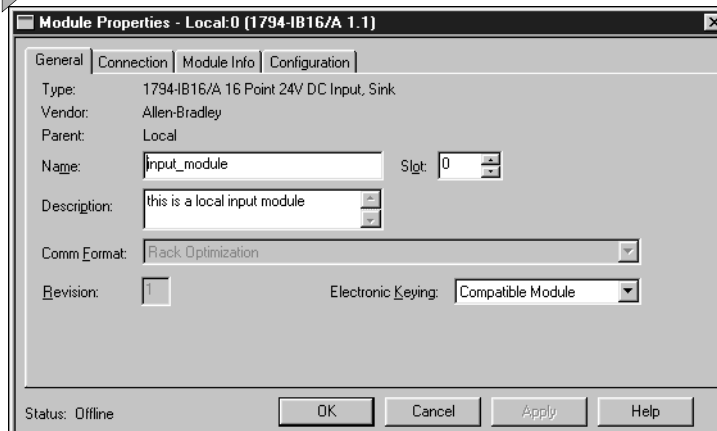 Module Properties - Local:0 (1794-IB16/A 1.1)
General Connection Module Info Configuration
Type: 1794-IB16/A 16 Point 24V DC Input, Sink
Vendor: Allen-Bradley
Parent: Local
Name: input_module Slot: 0
Description: this is a local input module
Comm Format: Rack Optimization
Revision: 1 Electronic Keying: Compatible Module
Status: Offline OK Cancel Apply Help